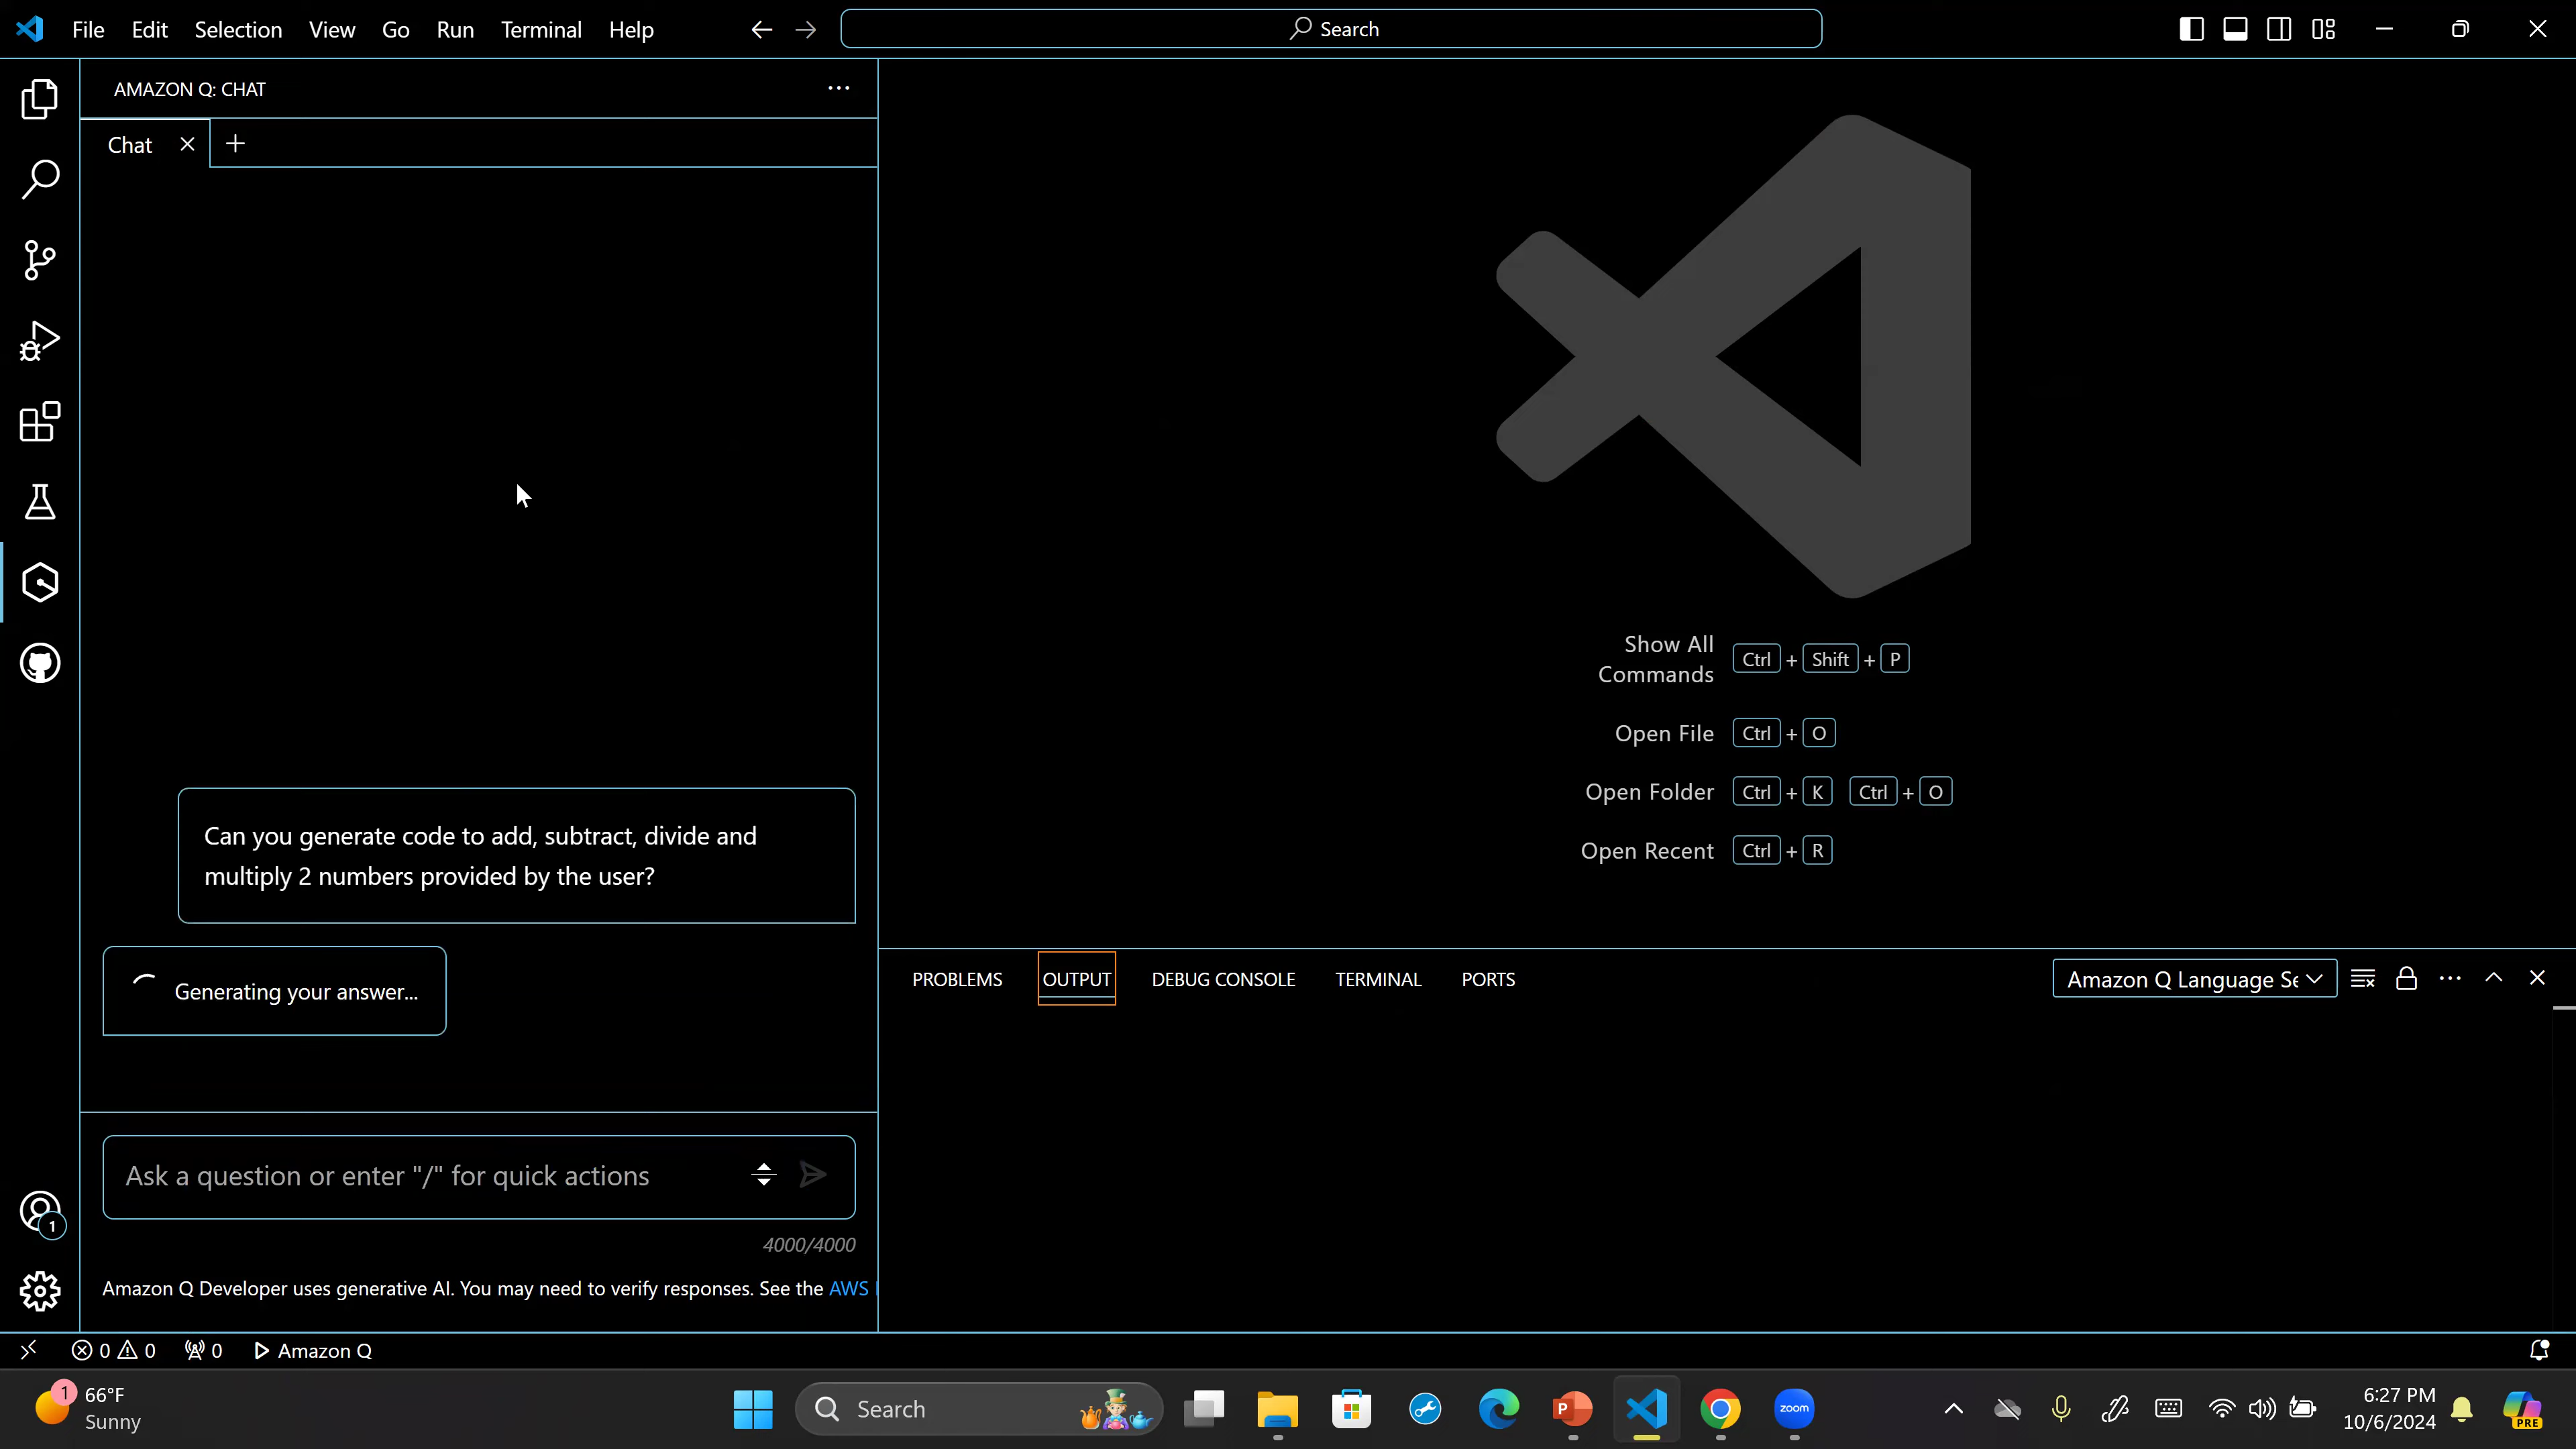 File Edit Selection View Go Run Terminal Help
Search
AMAZON Q: CHAT
Chat
Can you generate code to add, subtract, divide and
multiply 2 numbers provided by the user?
Generating your answer...
Ask a question or enter "/" for quick actions
4000/4000
Amazon Q Developer uses generative AI. You may need to verify responses. See the AWS
Show All
Commands
Ctrl + Shift + P
Open File Ctrl + O
Open Folder Ctrl + K Ctrl + O
Open Recent Ctrl + R
PROBLEMS OUTPUT DEBUG CONSOLE TERMINAL PORTS
Amazon Q Language Se
1
0 0 0 Amazon Q
1
66°F
Sunny
Search
zoom
6:27 PM
10/6/2024
PRE